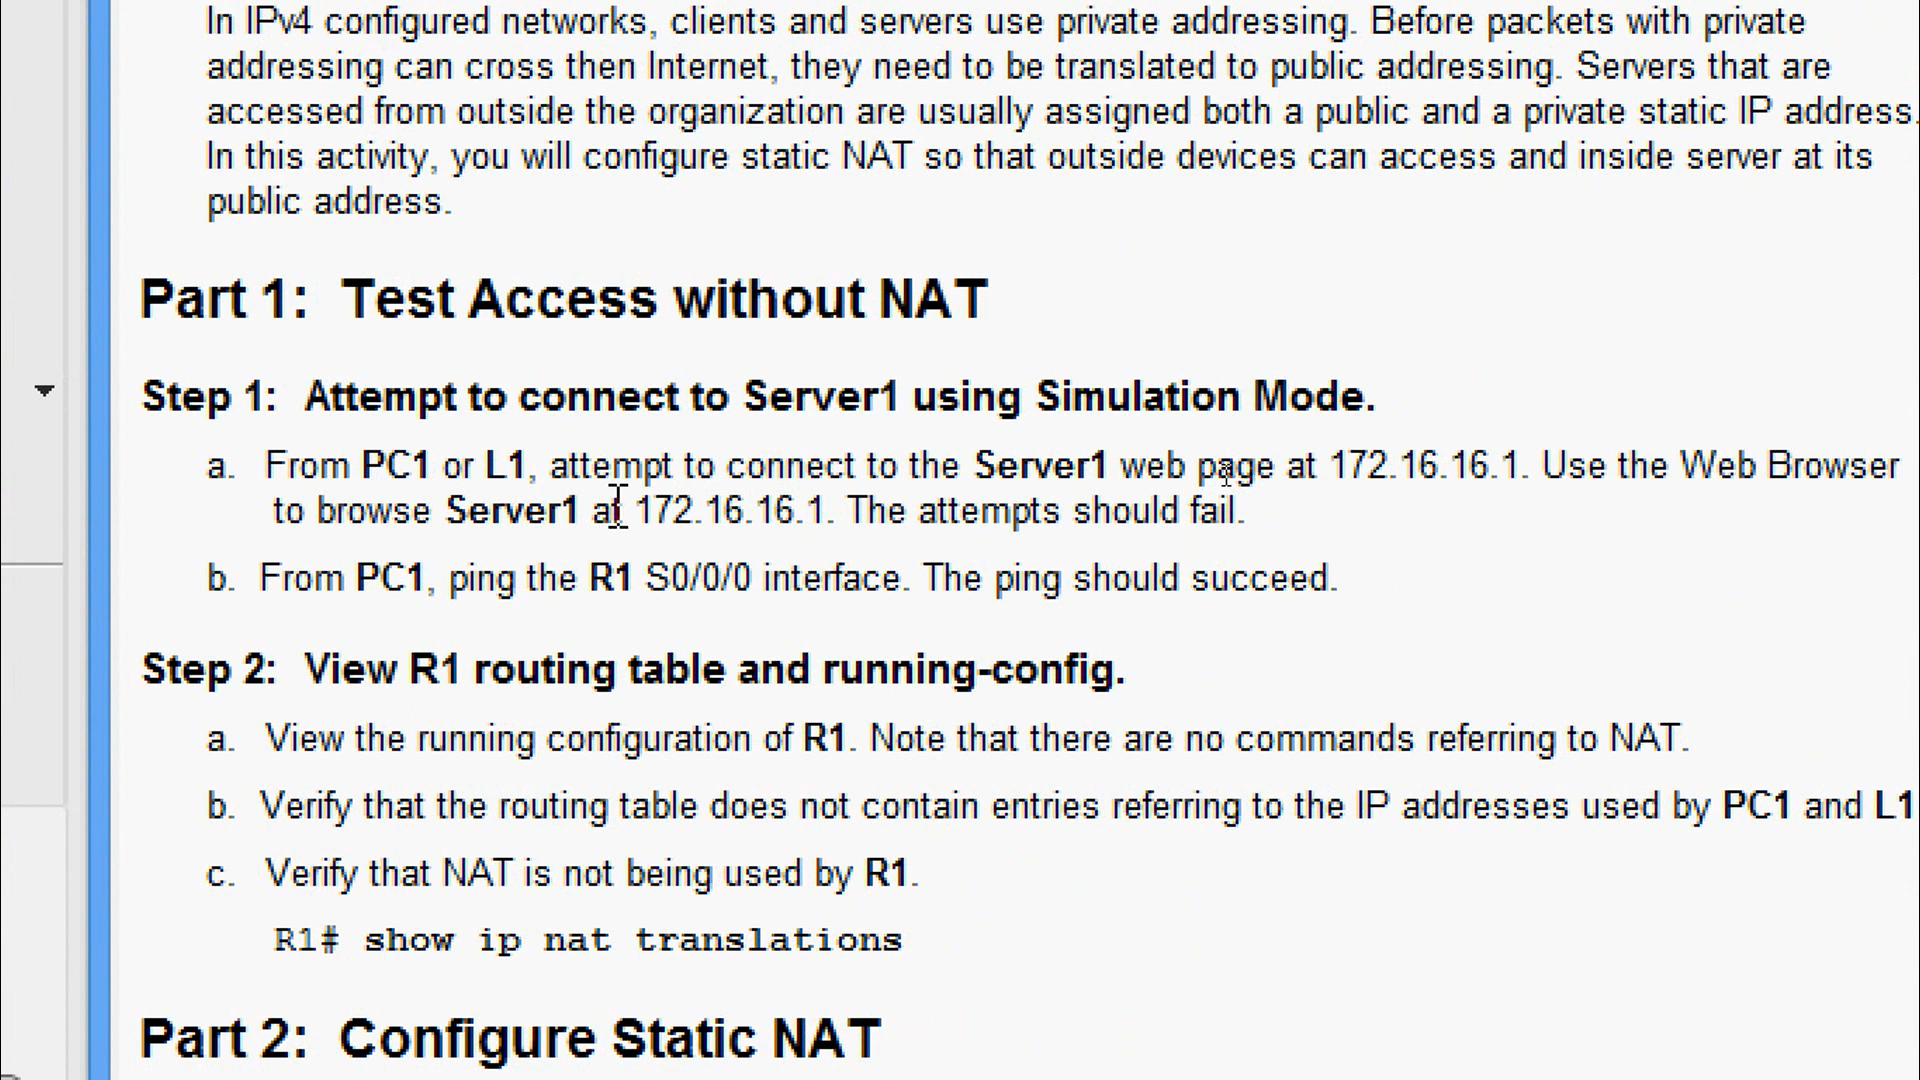 In IPv4 configured networks, clients and servers use private addressing. Before packets with private
addressing can cross then Internet, they need to be translated to public addressing. Servers that are
accessed from outside the organization are usually assigned both a public and a private static IP address.
In this activity, you will configure static NAT so that outside devices can access and inside server at its
public address.
Part 1: Test Access without NAT
Step 1: Attempt to connect to Server1 using Simulation Mode.
a. From PC1 or L1, attempt to connect to the Server1 web page at 172.16.16.1. Use the Web Browser
to browse Server1 at 172.16.16.1. The attempts should fail.
b. From PC1, ping the R1 S0/0/0 interface. The ping should succeed.
Step 2: View R1 routing table and running-config.
a. View the running configuration of R1. Note that there are no commands referring to NAT.
b. Verify that the routing table does not contain entries referring to the IP addresses used by PC1 and L1
c. Verify that NAT is not being used by R1.
R1# show ip nat translations
Part 2: Configure Static NAT